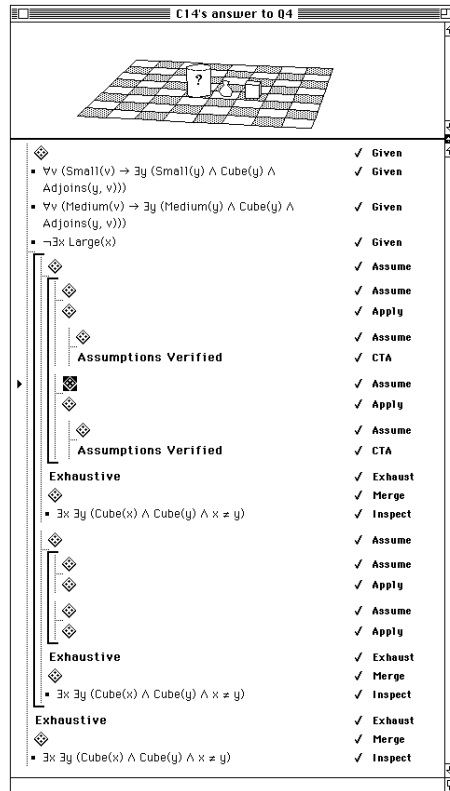 C14's answer to Q4
?
✓ Given
∀v (Small(v) → ∃y (Small(y) ∧ Cube(y) ∧ ✓ Given
Adjoins(y, v)))
∀v (Medium(v) → ∃y (Medium(y) ∧ Cube(y) ∧ ✓ Given
Adjoins(y, v)))
¬∃x Large(x) ✓ Given
✓ Assume
✓ Assume
✓ Apply
✓ Assume
Assumptions Verified ✓ CTA
✓ Assume
✓ Apply
✓ Assume
Assumptions Verified ✓ CTA
Exhaustive ✓ Exhaust
✓ Merge
∃x ∃y (Cube(x) ∧ Cube(y) ∧ x ≠ y) ✓ Inspect
✓ Assume
✓ Assume
✓ Apply
✓ Assume
✓ Apply
Exhaustive ✓ Exhaust
✓ Merge
∃x ∃y (Cube(x) ∧ Cube(y) ∧ x ≠ y) ✓ Inspect
Exhaustive ✓ Exhaust
✓ Merge
∃x ∃y (Cube(x) ∧ Cube(y) ∧ x ≠ y) ✓ Inspect